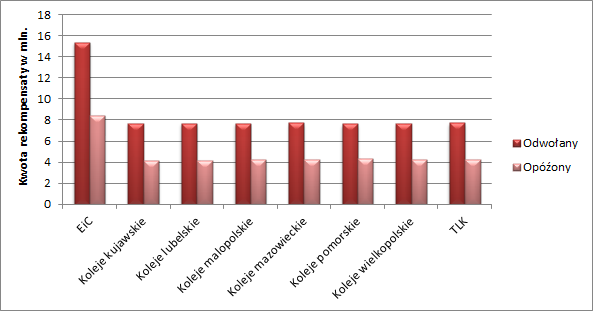 Kwota rekompensaty w mln.
18
16
14
12
10
8
6
4
2
0
EiC
Koleje kujawskie
Koleje lubelskie
Koleje malopolskie
Koleje mazowieckie
Koleje pomorskie
Koleje wielkopolskie
TLK
Odwołany
Opóźony